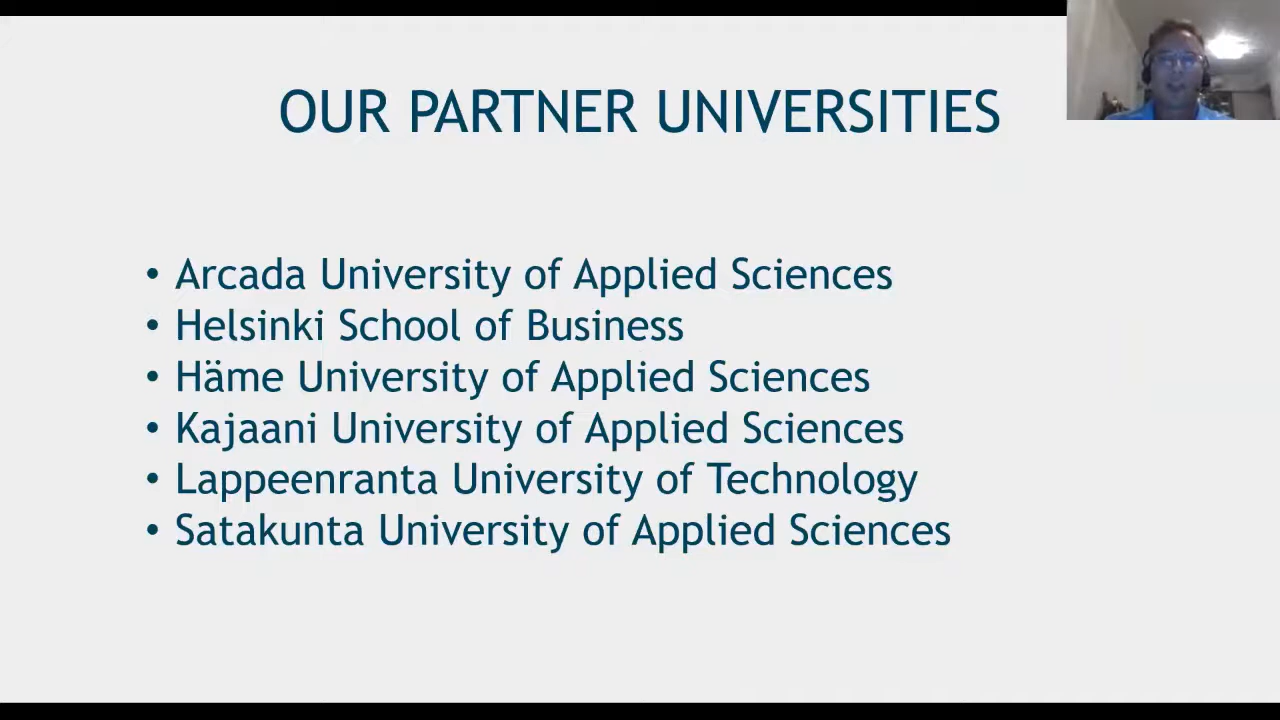 OUR PARTNER UNIVERSITIES
• Arcada University of Applied Sciences
• Helsinki School of Business
• Häme University of Applied Sciences
• Kajaani University of Applied Sciences
• Lappeenranta University of Technology
• Satakunta University of Applied Sciences